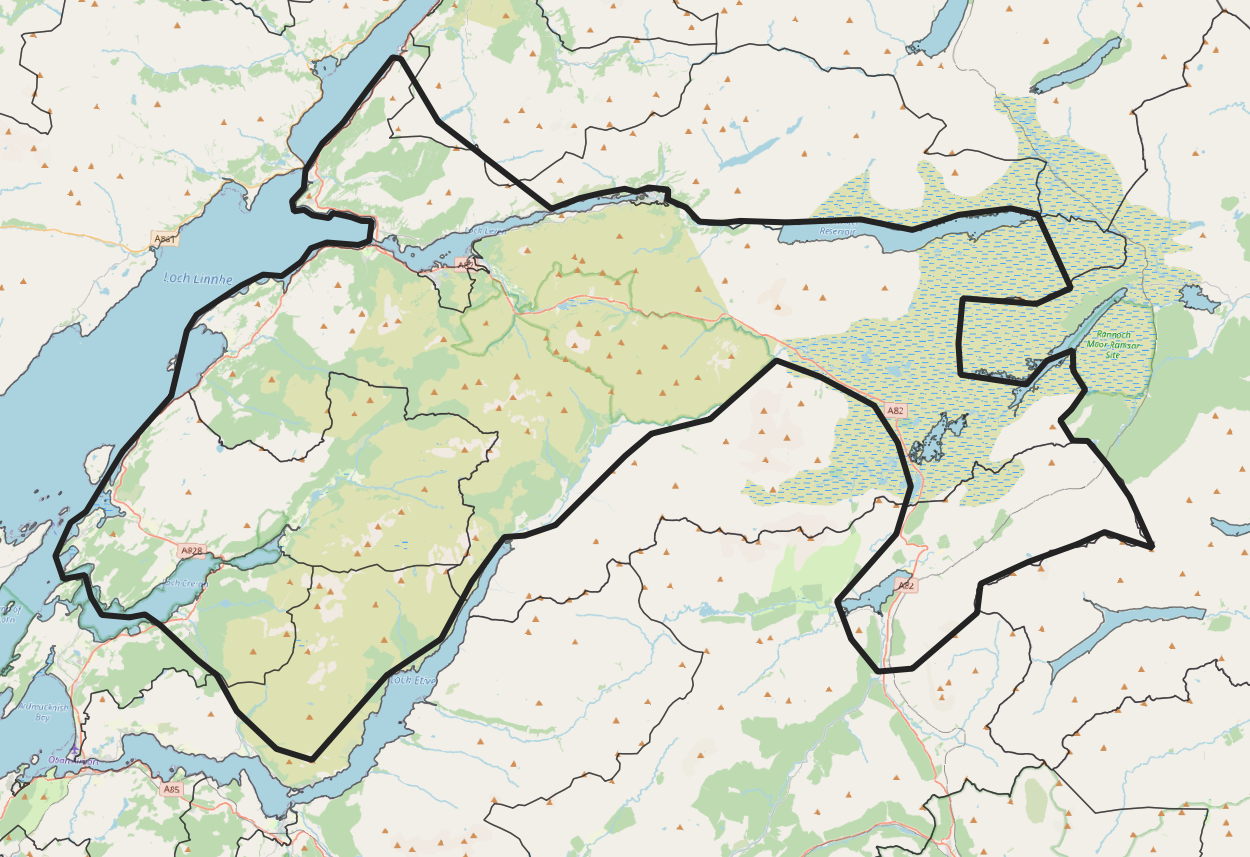 A861
Loch Leven
A82
Reservoir
Loch Linnhe
Rannoch
Moor Ramsar
Site
A82
A828
Loch Creran
A82
Loch Etive
Ardmucknish
Bay
Oban Airport
A85